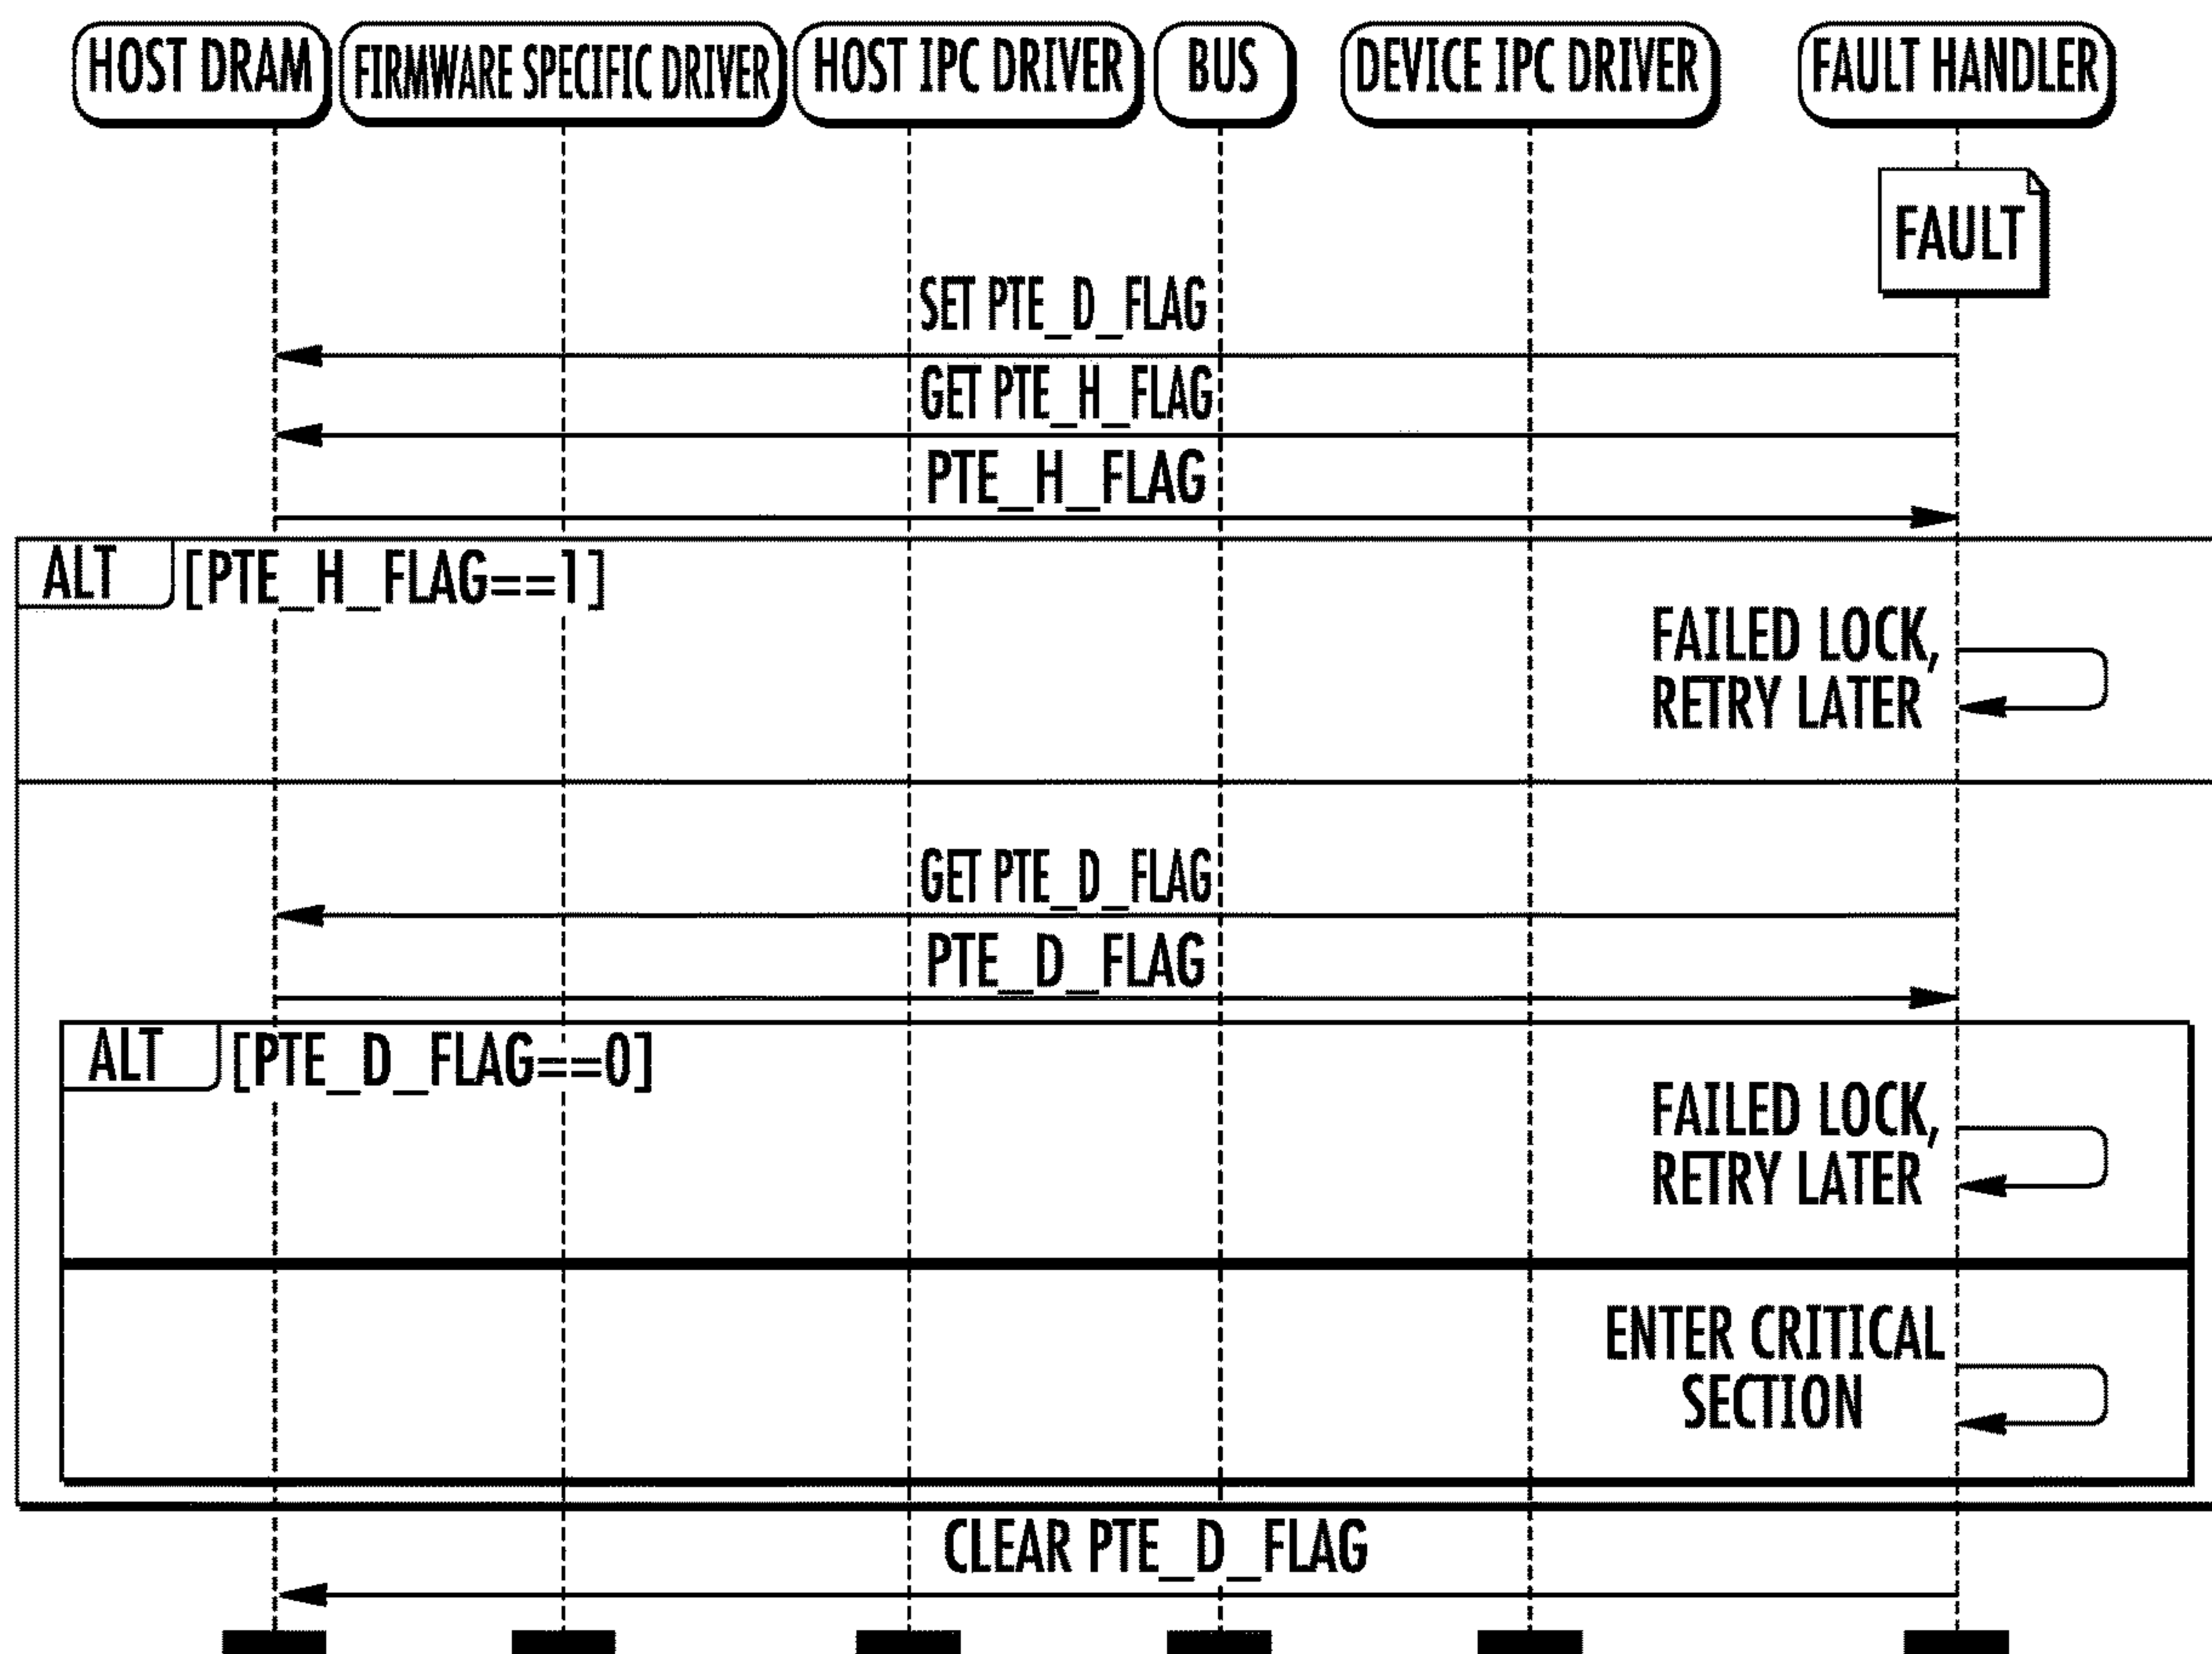 HOST DRAM
FIRMWARE SPECIFIC DRIVER
HOST IPC DRIVER
BUS
DEVICE IPC DRIVER
FAULT HANDLER
FAULT
SET PTE_D_FLAG
GET PTE_H_FLAG
PTE_H_FLAG
ALT [PTE_H_FLAG==1]
FAILED LOCK,
RETRY LATER
GET PTE_D_FLAG
PTE_D_FLAG
ALT [PTE_D_FLAG==0]
FAILED LOCK,
RETRY LATER
ENTER CRITICAL
SECTION
CLEAR PTE_D_FLAG